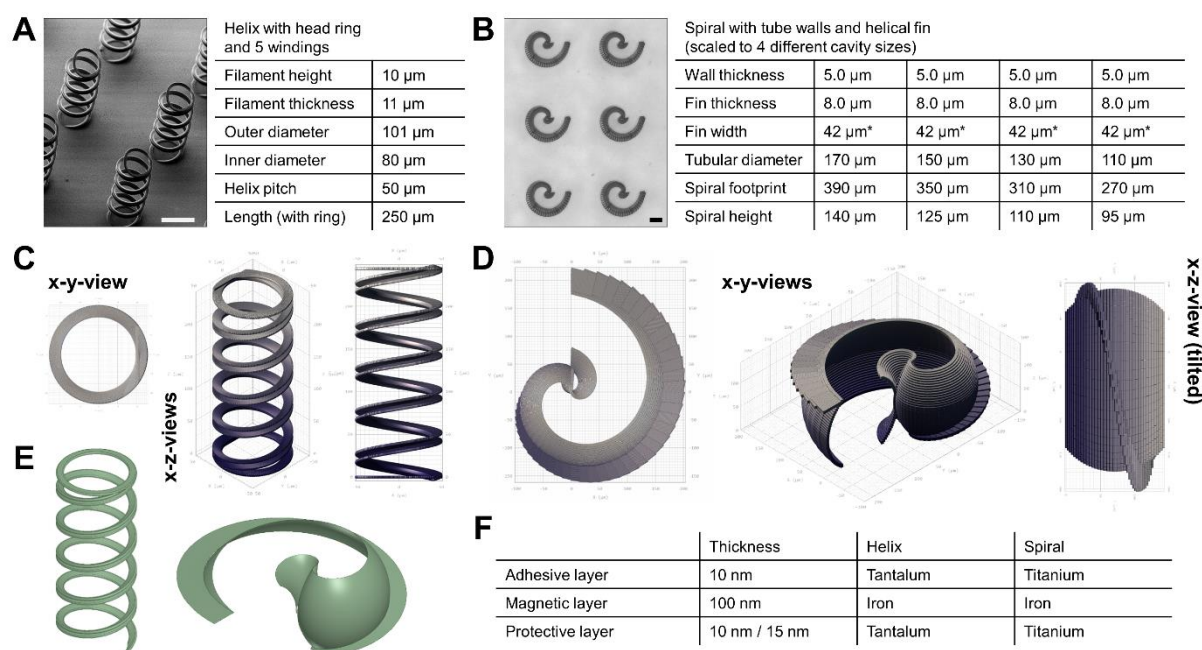 A
Helix with head ring
and 5 windings
Filament height 10 µm
Filament thickness 11 µm
Outer diameter 101 µm
Inner diameter 80 µm
Helix pitch 50 µm
Length (with ring) 250 µm
B
Spiral with tube walls and helical fin
(scaled to 4 different cavity sizes)
Wall thickness 5.0 µm 5.0 µm 5.0 µm 5.0 µm
Fin thickness 8.0 µm 8.0 µm 8.0 µm 8.0 µm
Fin width 42 µm* 42 µm* 42 µm* 42 µm*
Tubular diameter 170 µm 150 µm 130 µm 110 µm
Spiral footprint 390 µm 350 µm 310 µm 270 µm
Spiral height 140 µm 125 µm 110 µm 95 µm
C
x-y-view
x-z-views
D
x-y-views
x-z-view (tilted)
E
F
Thickness Helix Spiral
Adhesive layer 10 nm Tantalum Titanium
Magnetic layer 100 nm Iron Iron
Protective layer 10 nm / 15 nm Tantalum Titanium